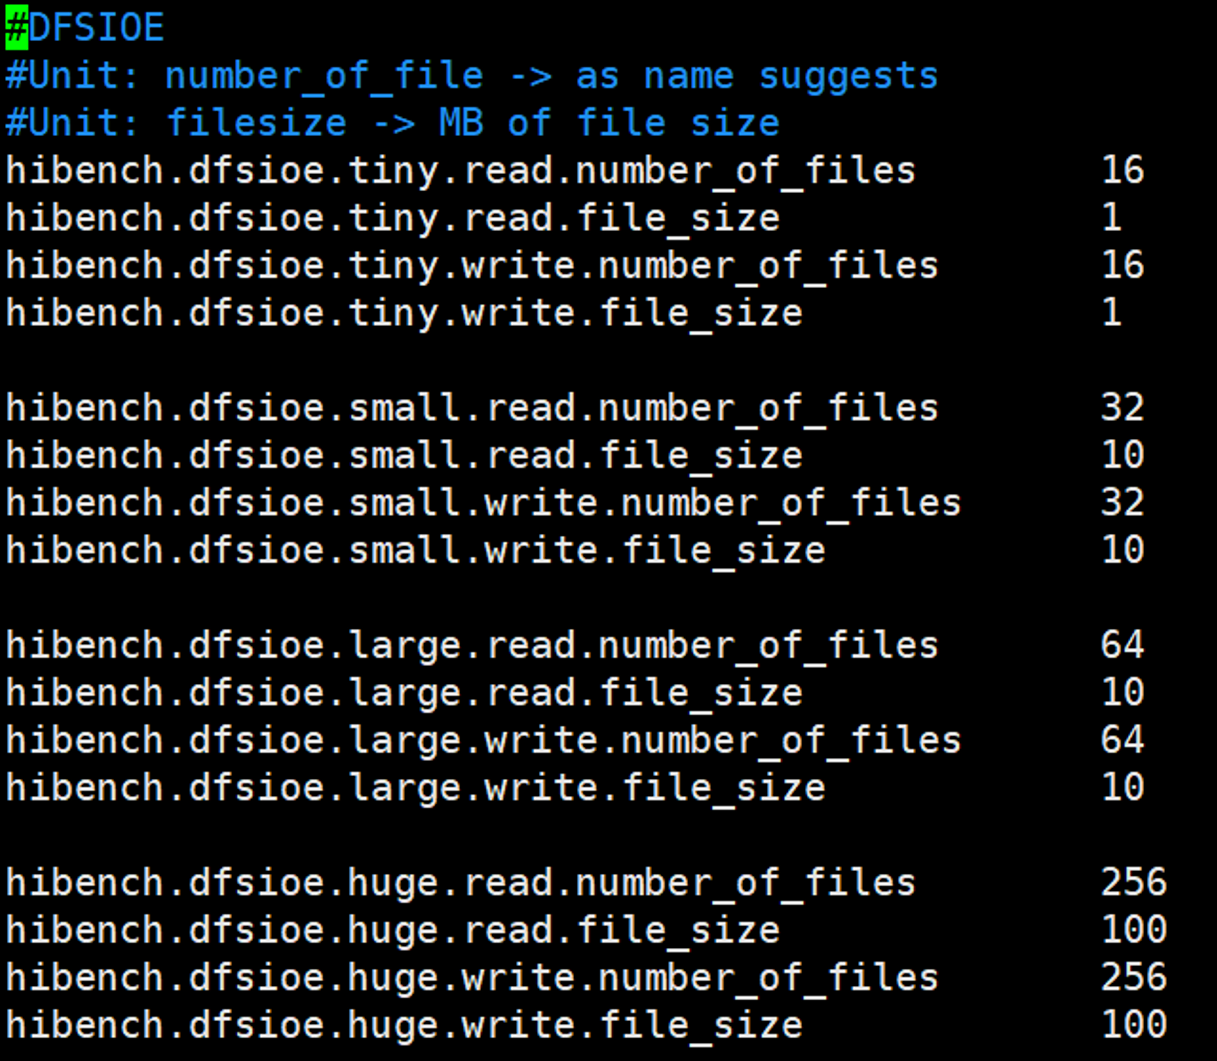 #DFSIOE
#Unit: number_of_file -> as name suggests
#Unit: filesize -> MB of file size
hibench.dfsioe.tiny.read.number_of_files 16
hibench.dfsioe.tiny.read.file_size 1
hibench.dfsioe.tiny.write.number_of_files 16
hibench.dfsioe.tiny.write.file_size 1
hibench.dfsioe.small.read.number_of_files 32
hibench.dfsioe.small.read.file_size 10
hibench.dfsioe.small.write.number_of_files 32
hibench.dfsioe.small.write.file_size 10
hibench.dfsioe.large.read.number_of_files 64
hibench.dfsioe.large.read.file_size 10
hibench.dfsioe.large.write.number_of_files 64
hibench.dfsioe.large.write.file_size 10
hibench.dfsioe.huge.read.number_of_files 256
hibench.dfsioe.huge.read.file_size 100
hibench.dfsioe.huge.write.number_of_files 256
hibench.dfsioe.huge.write.file_size 100